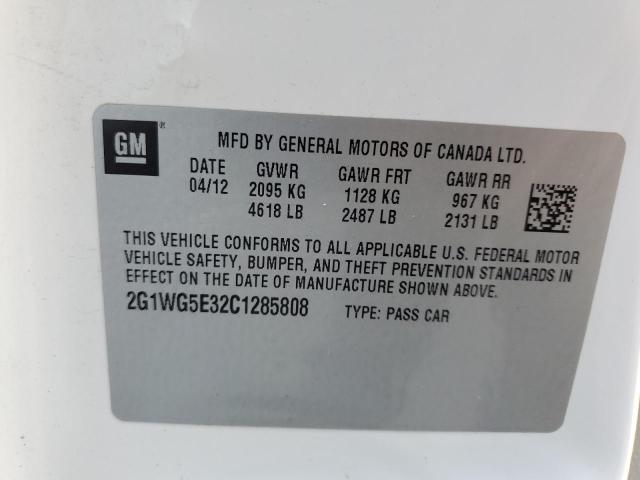 GM ®
MFD BY GENERAL MOTORS OF CANADA LTD.
DATE GVWR GAWR FRT GAWR RR
04/12 2095 KG 1128 KG 967 KG
4618 LB 2487 LB 2131 LB
THIS VEHICLE CONFORMS TO ALL APPLICABLE U.S. FEDERAL MOTOR
VEHICLE SAFETY, BUMPER, AND THEFT PREVENTION STANDARDS IN
EFFECT ON THE DATE OF MANUFACTURE SHOWN ABOVE.
2G1WG5E32C1285808 TYPE: PASS CAR